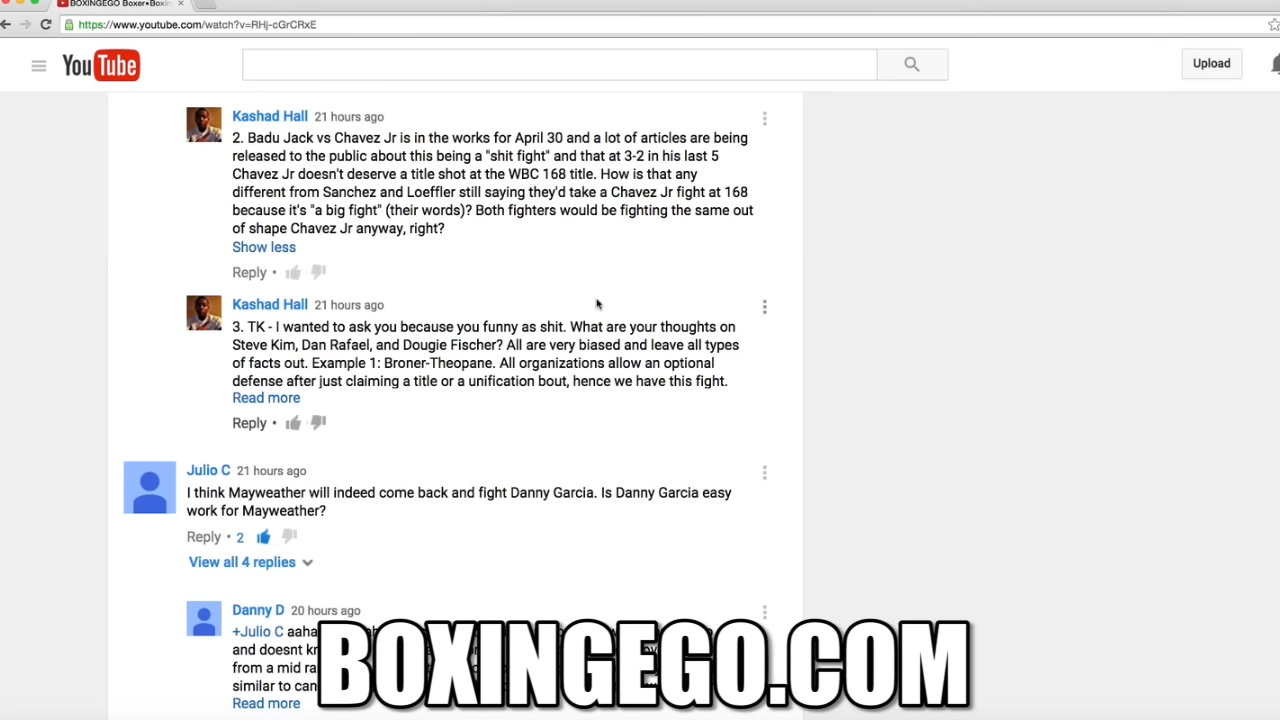 BOXINGEGO Boxer•Boxin
https://www.youtube.com/watch?v=RHj-cGrCRxE
YouTube
Upload
Kashad Hall 21 hours ago
2. Badu Jack vs Chavez Jr is in the works for April 30 and a lot of articles are being
released to the public about this being a "shit fight" and that at 3-2 in his last 5
Chavez Jr doesn't deserve a title shot at the WBC 168 title. How is that any
different from Sanchez and Loeffler still saying they'd take a Chavez Jr fight at 168
because it's "a big fight" (their words)? Both fighters would be fighting the same out
of shape Chavez Jr anyway, right?
Show less
Reply •
Kashad Hall 21 hours ago
3. TK - I wanted to ask you because you funny as shit. What are your thoughts on
Steve Kim, Dan Rafael, and Dougie Fischer? All are very biased and leave all types
of facts out. Example 1: Broner-Theopane. All organizations allow an optional
defense after just claiming a title or a unification bout, hence we have this fight.
Read more
Reply •
Julio C 21 hours ago
I think Mayweather will indeed come back and fight Danny Garcia. Is Danny Garcia easy
work for Mayweather?
Reply • 2
View all 4 replies
Danny D 20 hours ago
+Julio C
and doesnt
from a mid
similar to
Read more
BOXINGEGO.COM